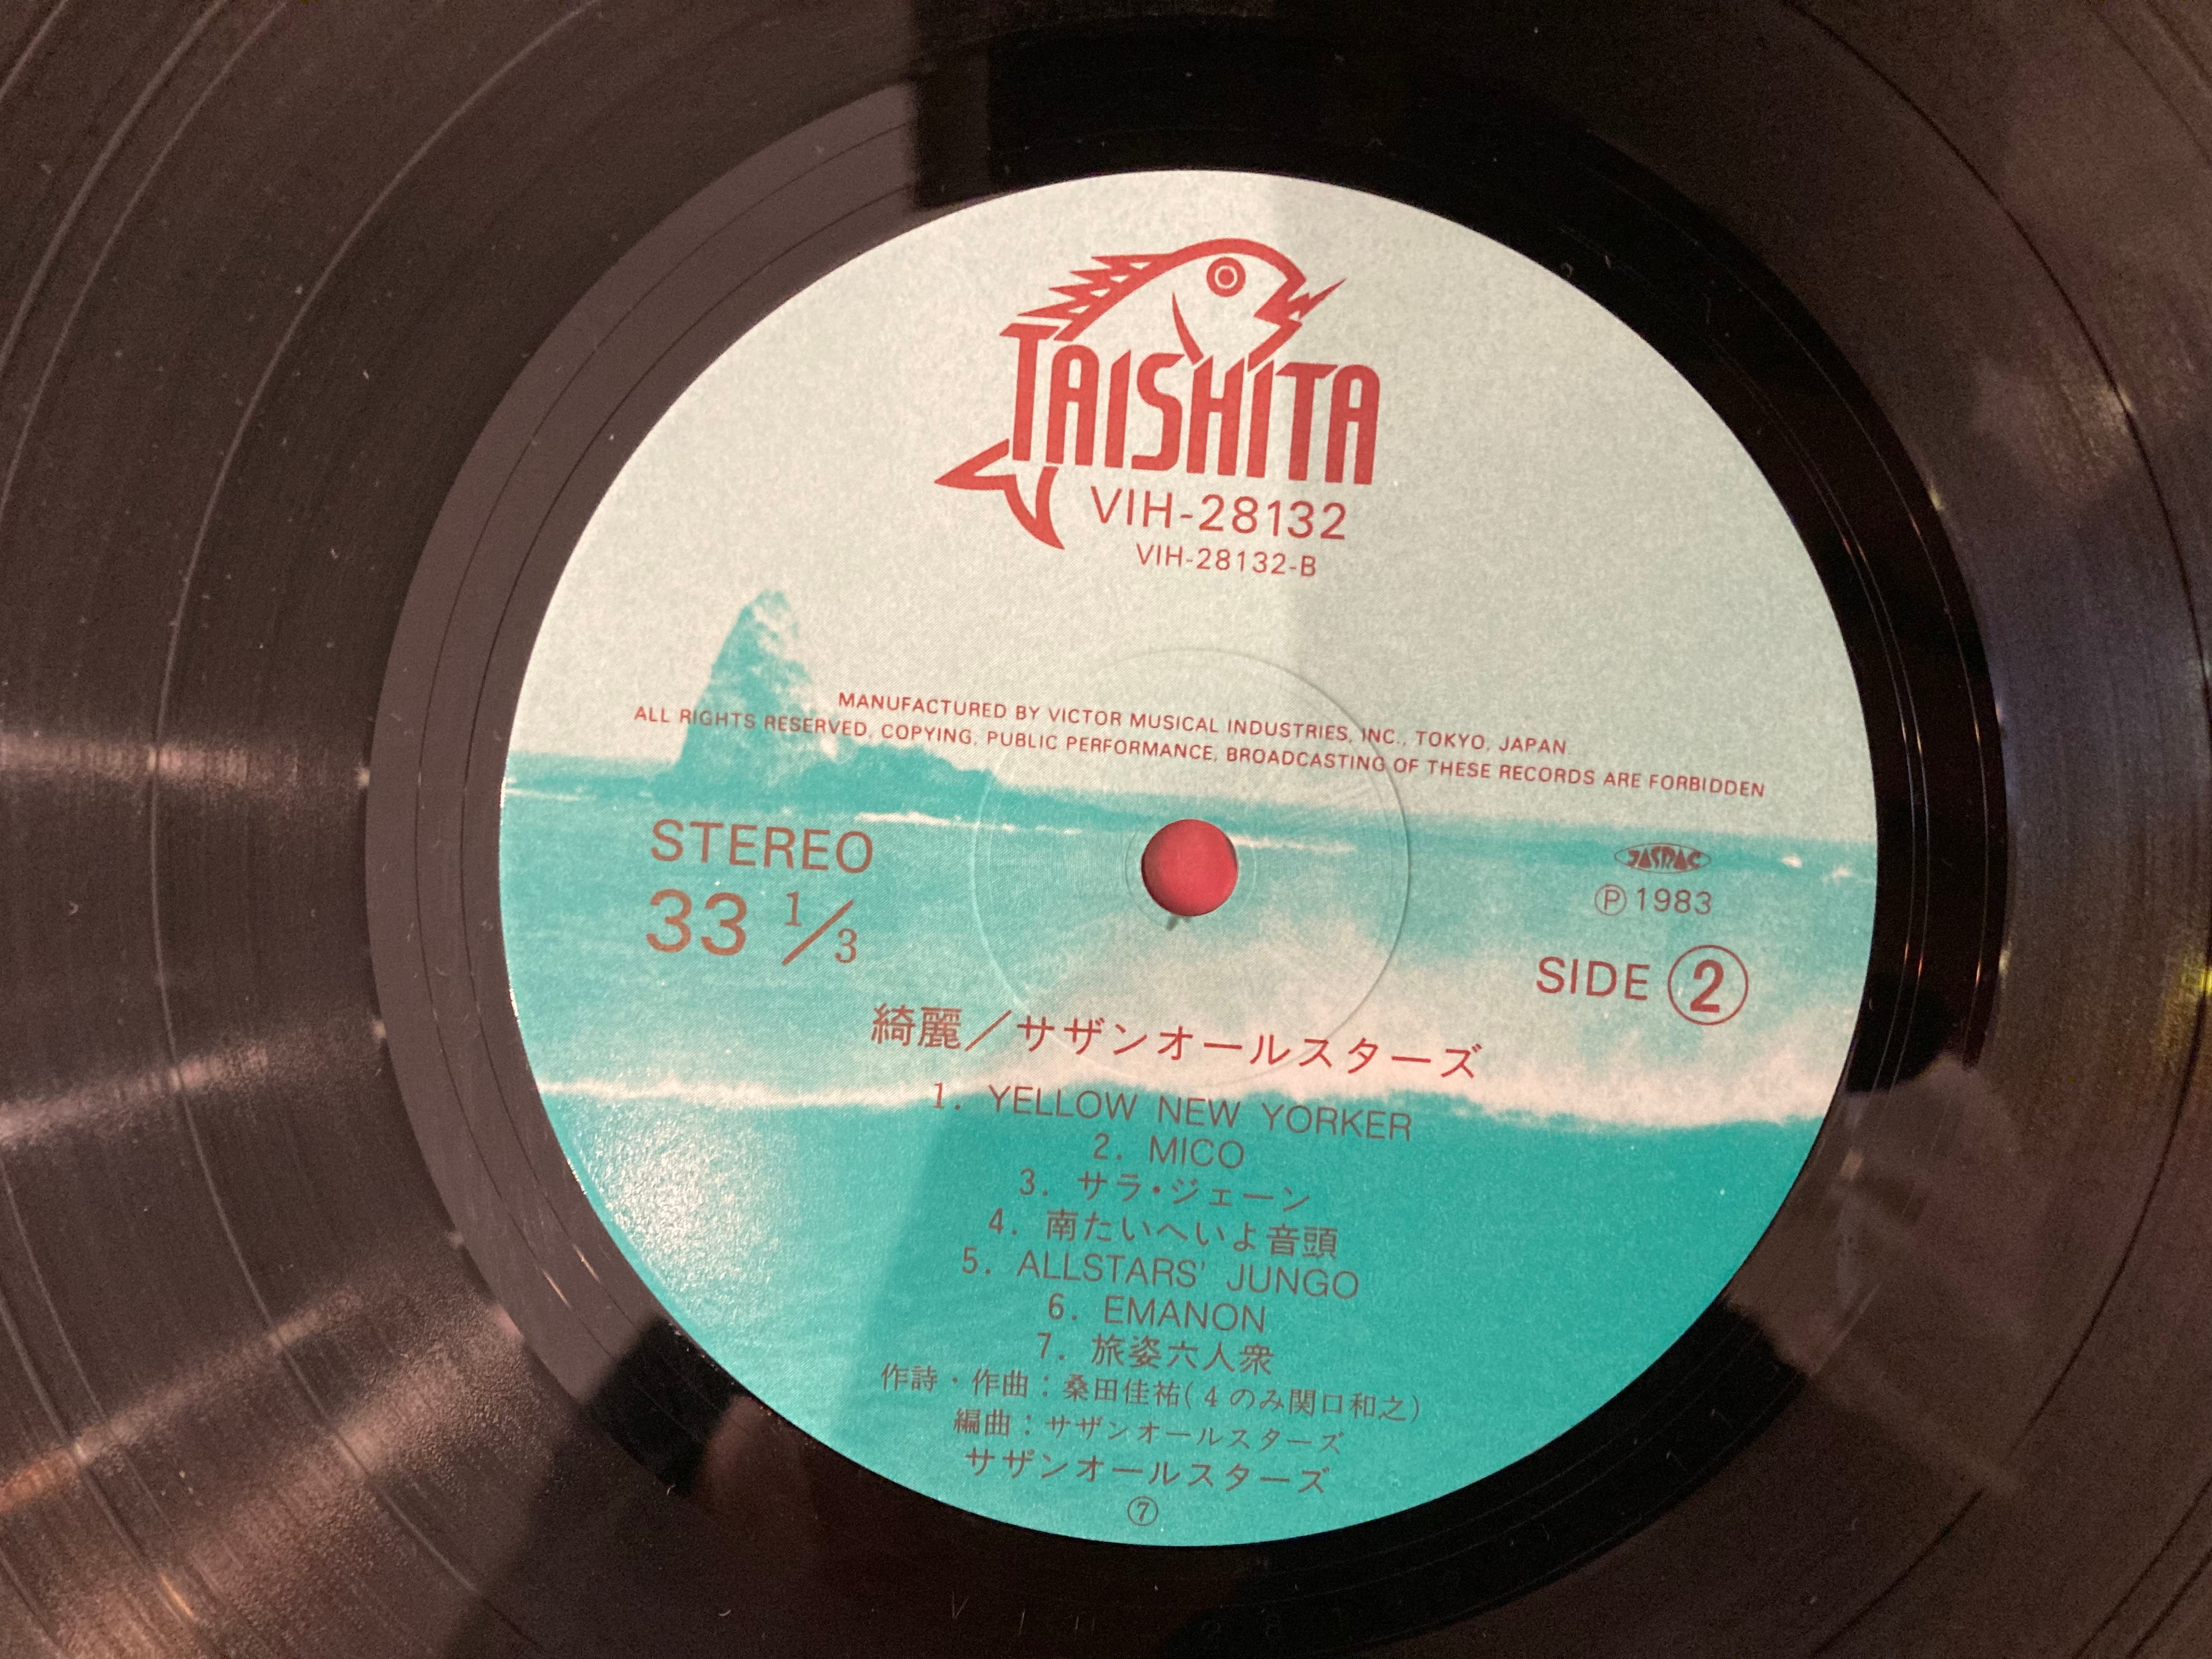 TAISHITA
VIH-28132
VIH-28132-B
MANUFACTURED BY VICTOR MUSICAL INDUSTRIES, INC., TOKYO, JAPAN.
ALL RIGHTS RESERVED, COPYING, PUBLIC PERFORMANCE, BROADCASTING OF THESE RECORDS ARE FORBIDDEN
STEREO
33 1/3
JASRAC
Ⓟ1983
SIDE ②
綺麗／サザンオールスターズ
1. YELLOW NEW YORKER
2. MICO
3. サラ・ジェーン
4. 南たいへいよ音頭
5. ALLSTARS' JUNGO
6. EMANON
7. 旅姿六人衆
作詩・作曲：桑田佳祐(4のみ関口和之)
編曲：サザンオールスターズ
サザンオールスターズ
⑦